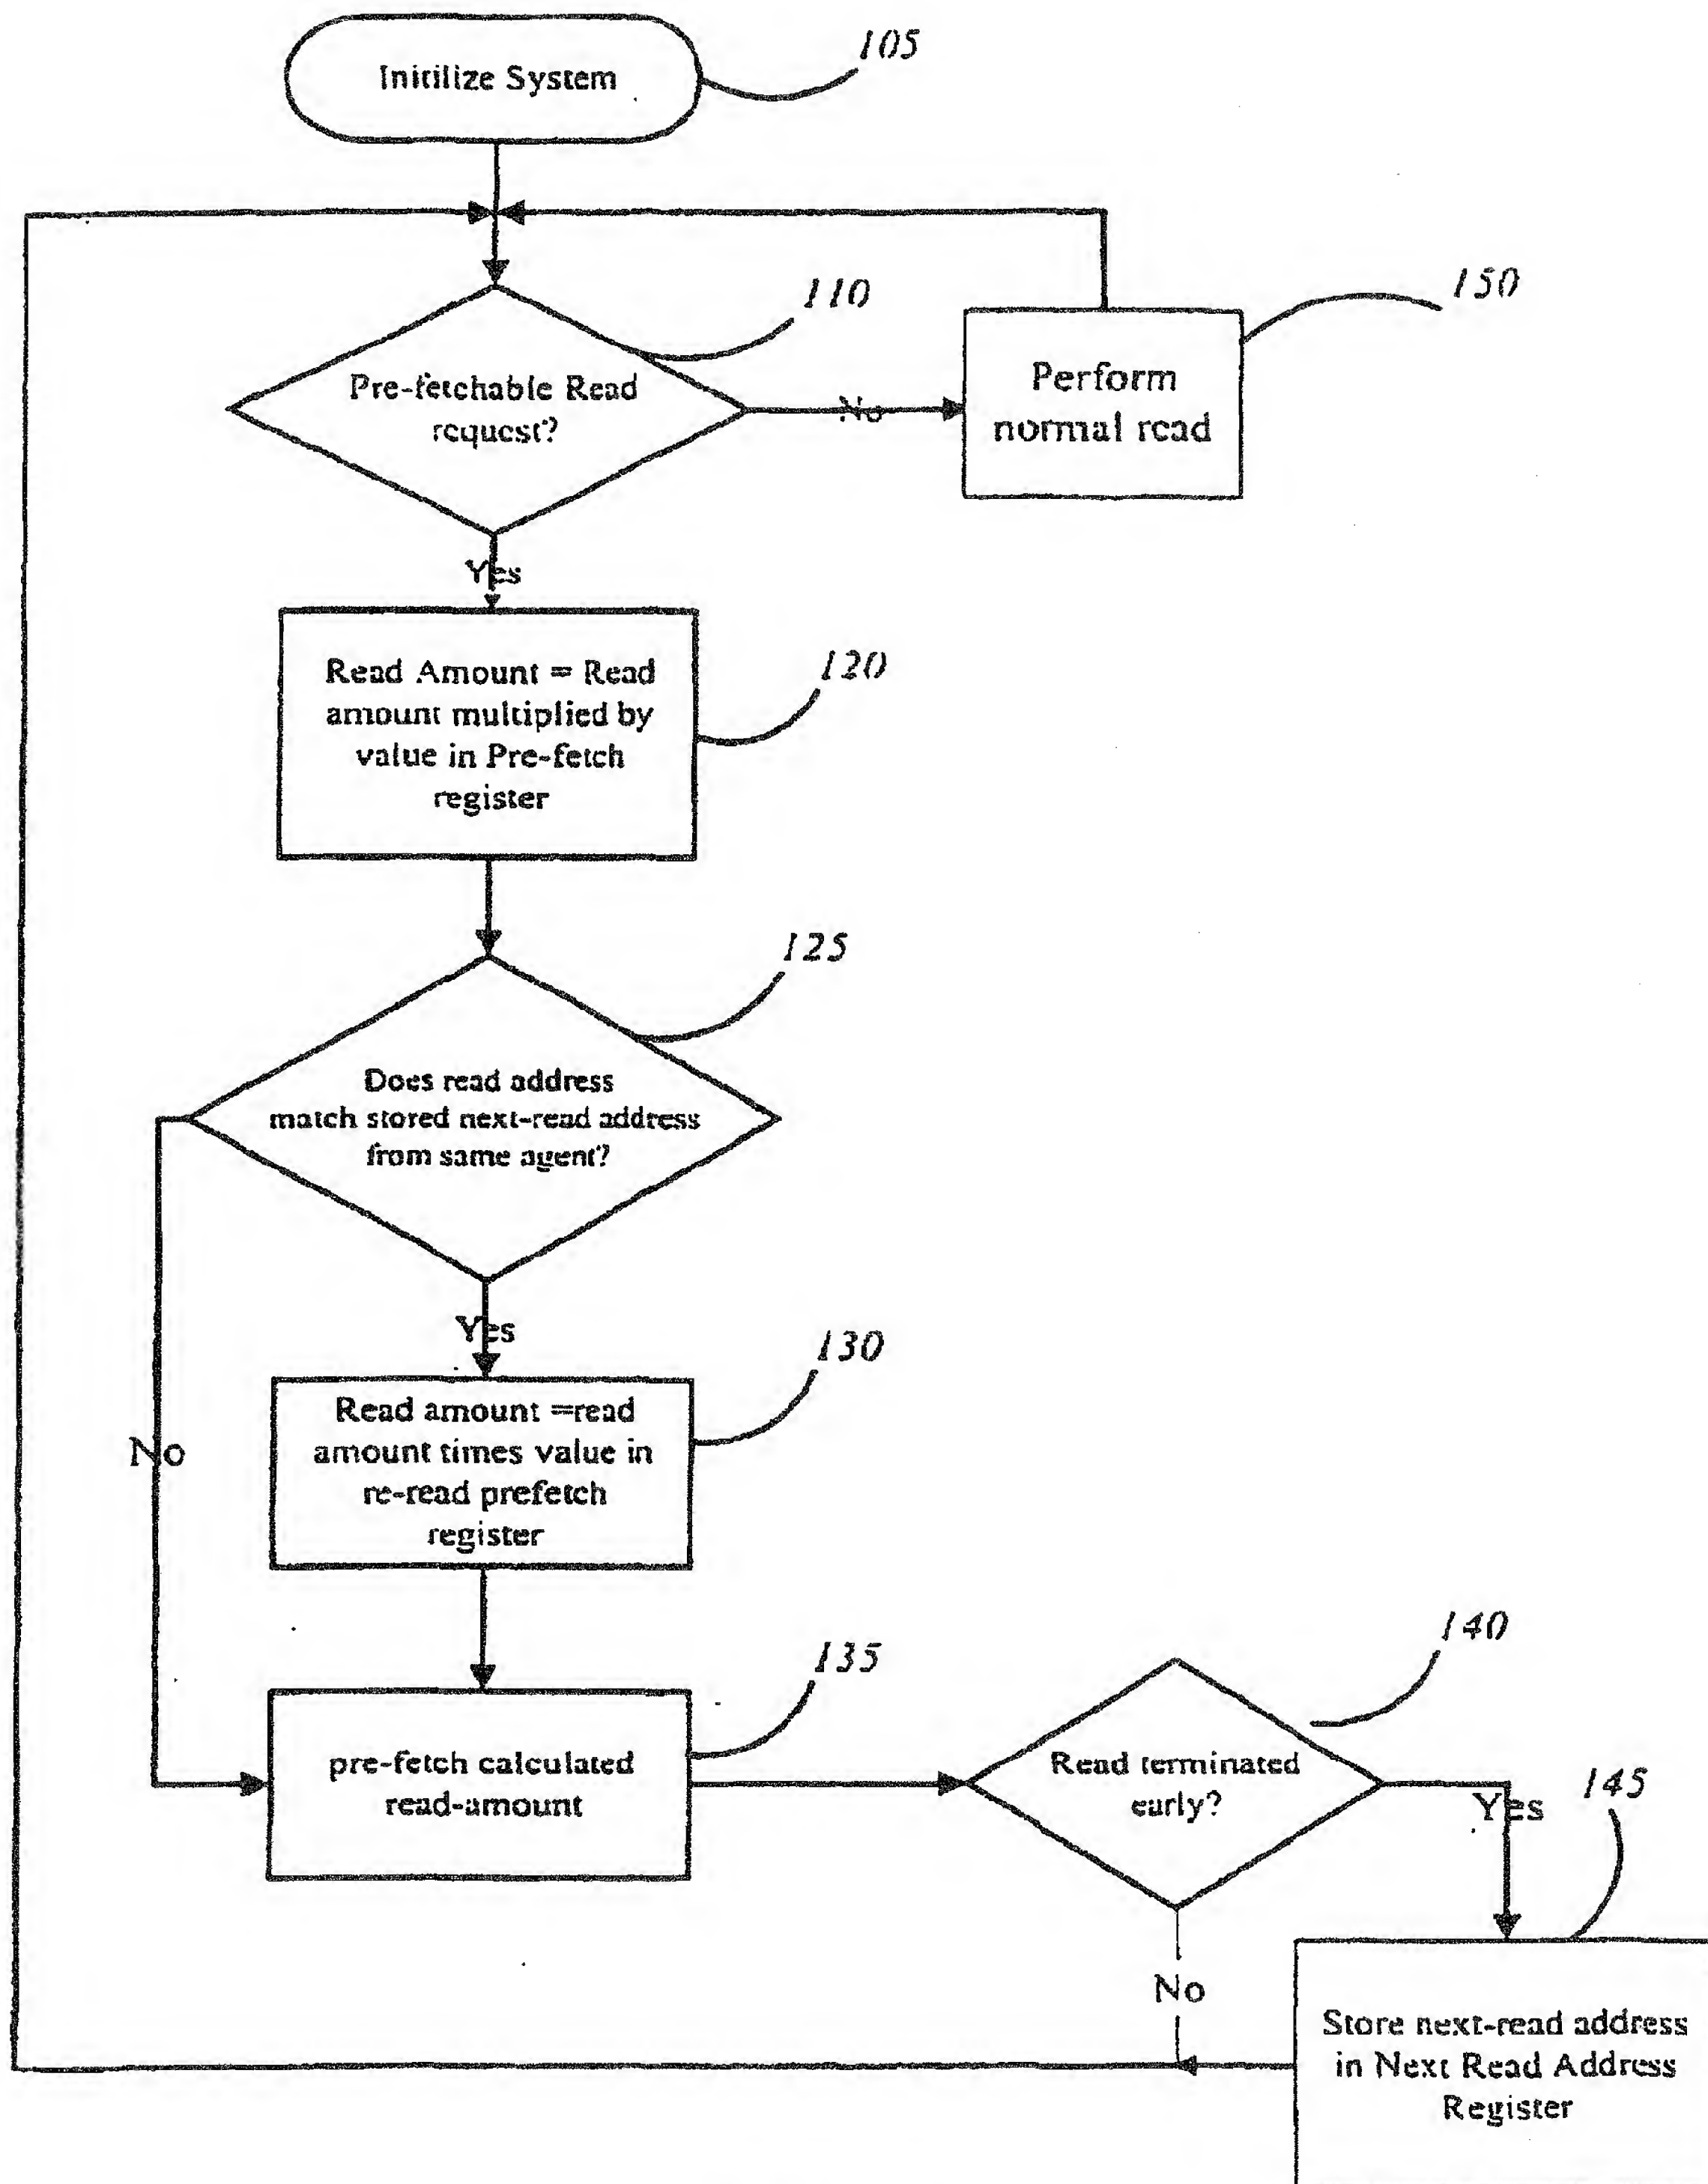 Initilize System
105
110
150
Pre-fetchable Read
request?
No
Perform
normal read
Yes
Read Amount = Read
amount multiplied by
value in Pre-fetch
register
120
125
Does read address
match stored next-read address
from same agent?
Yes
130
Read amount =read
amount times value in
re-read prefetch
register
No
135
140
pre-fetch calculated
read-amount
Read terminated
early?
Yes
145
No
Store next-read address
in Next Read Address
Register